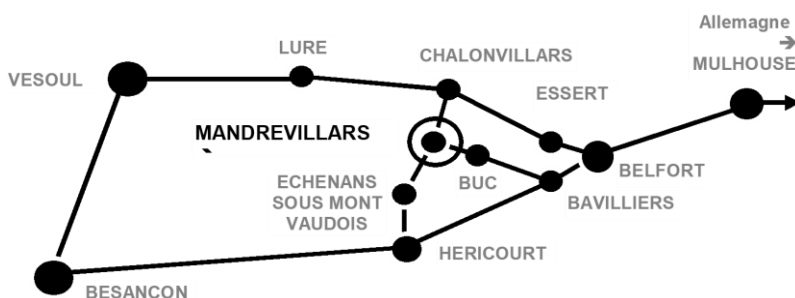 Allemagne
➔
LURE
CHALONVILLARS
MULHOUSE
VESOUL
ESSERT
MANDREVILLARS
BELFORT
BUC
ECHENANS
SOUS MONT
VAUDOIS
BAVILLIERS
HERICOURT
BESANCON